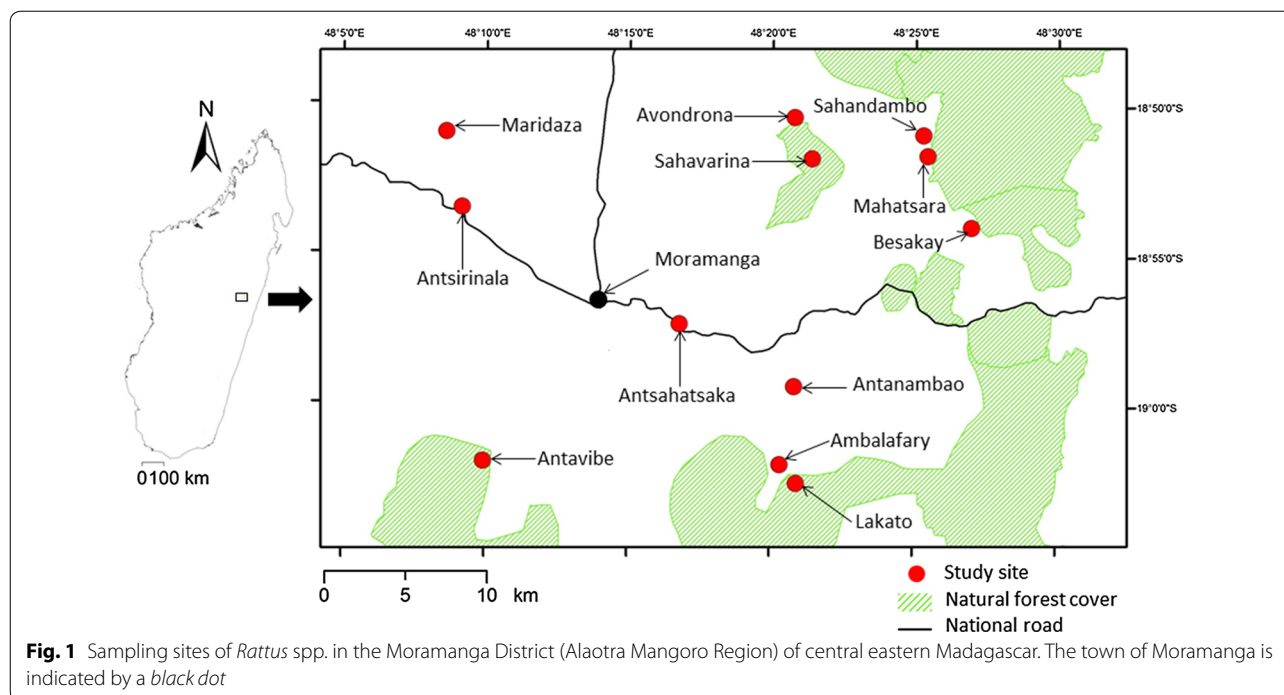 48°5'0"E 48°10'0"E 48°15'0"E 48°20'0"E 48°25'0"E 48°30'0"E
N
Maridaza
Avondrona
Sahandambo
18°50'0"S
Sahavarina
Mahatsara
Antsirinala
Moramanga
Besakay
18°55'0"S
Antsahatsaka
Antanambao
19°0'0"S
Antavibe
Ambalafary
Lakato
0 100 km
0 5 10 km
Study site
Natural forest cover
National road
Fig. 1 Sampling sites of Rattus spp. in the Moramanga District (Alaotra Mangoro Region) of central eastern Madagascar. The town of Moramanga is
indicated by a black dot